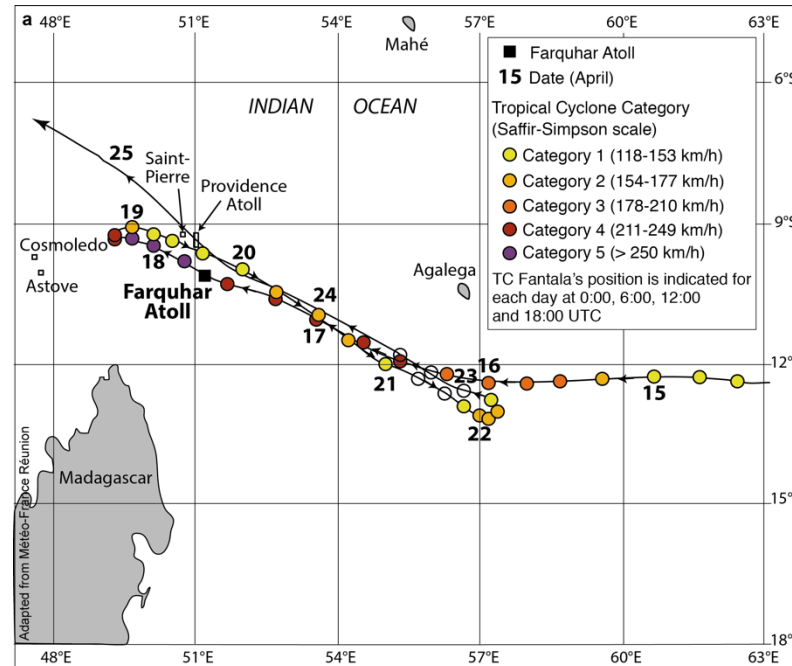 a
48°E 51°E 54°E 57°E 60°E 63°E
Mahé
6°S
Farquhar Atoll
15 Date (April)
Tropical Cyclone Category
(Saffir-Simpson scale)
Category 1 (118-153 km/h)
Category 2 (154-177 km/h)
Category 3 (178-210 km/h)
Category 4 (211-249 km/h)
Category 5 (> 250 km/h)
TC Fantala's position is indicated for
each day at 0:00, 6:00, 12:00
and 18:00 UTC
INDIAN OCEAN
25
Saint-
Pierre
Providence
Atoll
19
9°S
Cosmoledo
18
20
Astove
Farquhar
Atoll
Agalega
24
17
16
12°S
21
23
15
22
Madagascar
15°S
Adapted from Météo-France Réunion
18°S
48°E 51°E 54°E 57°E 60°E 63°E